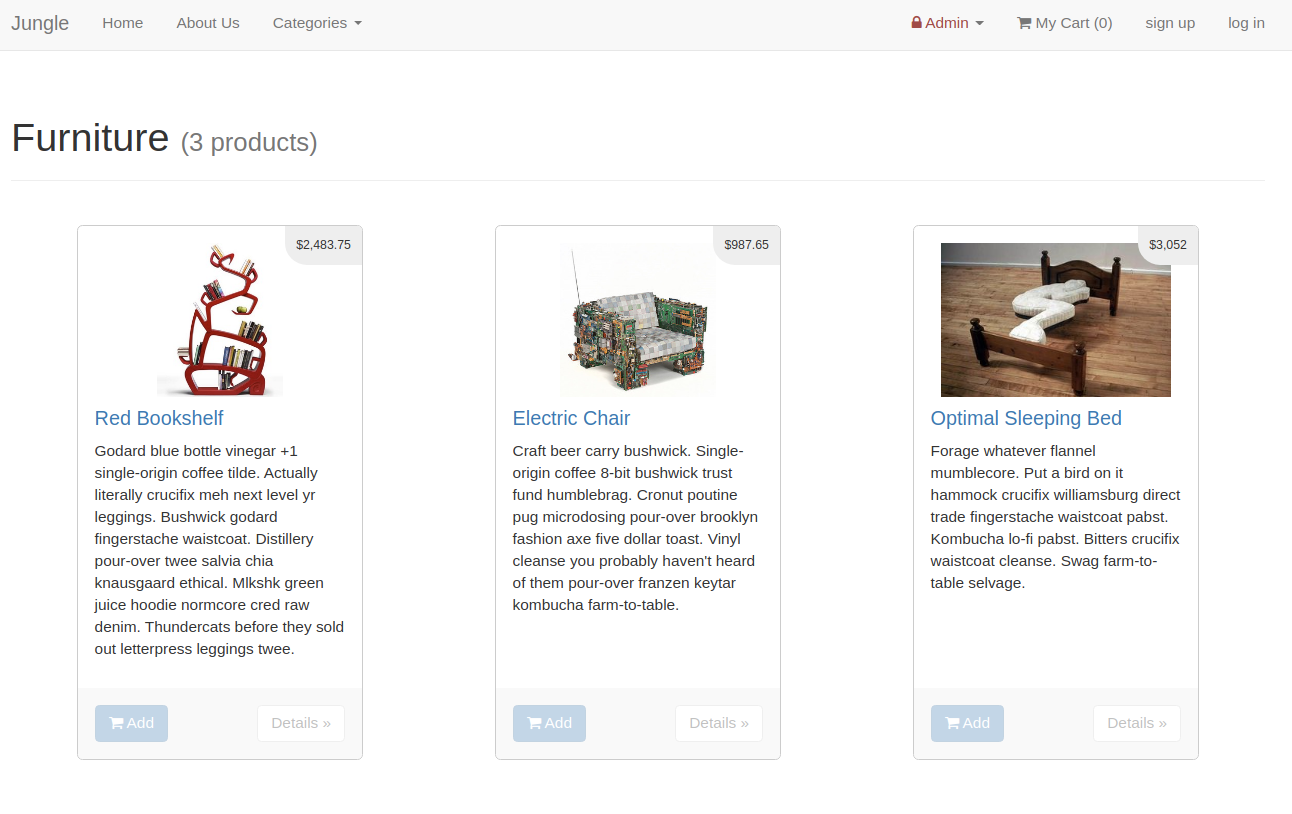 Jungle Home About Us Categories Admin My Cart (0) sign up log in
Furniture (3 products)
$2,483.75
Red Bookshelf
Godard blue bottle vinegar +1
single-origin coffee tilde. Actually
literally crucifix meh next level yr
leggings. Bushwick godard
fingerstache waistcoat. Distillery
pour-over twee salvia chia
knausgaard ethical. Mlkshk green
juice hoodie normcore cred raw
denim. Thundercats before they sold
out letterpress leggings twee.
Add Details »
$987.65
Electric Chair
Craft beer carry bushwick. Single-
origin coffee 8-bit bushwick trust
fund humblebrag. Cronut poutine
pug microdosing pour-over brooklyn
fashion axe five dollar toast. Vinyl
cleanse you probably haven't heard
of them pour-over franzen keytar
kombucha farm-to-table.
Add Details »
$3,052
Optimal Sleeping Bed
Forage whatever flannel
mumblecore. Put a bird on it
hammock crucifix williamsburg direct
trade fingerstache waistcoat pabst.
Kombucha lo-fi pabst. Bitters crucifix
waistcoat cleanse. Swag farm-to-
table selvage.
Add Details »